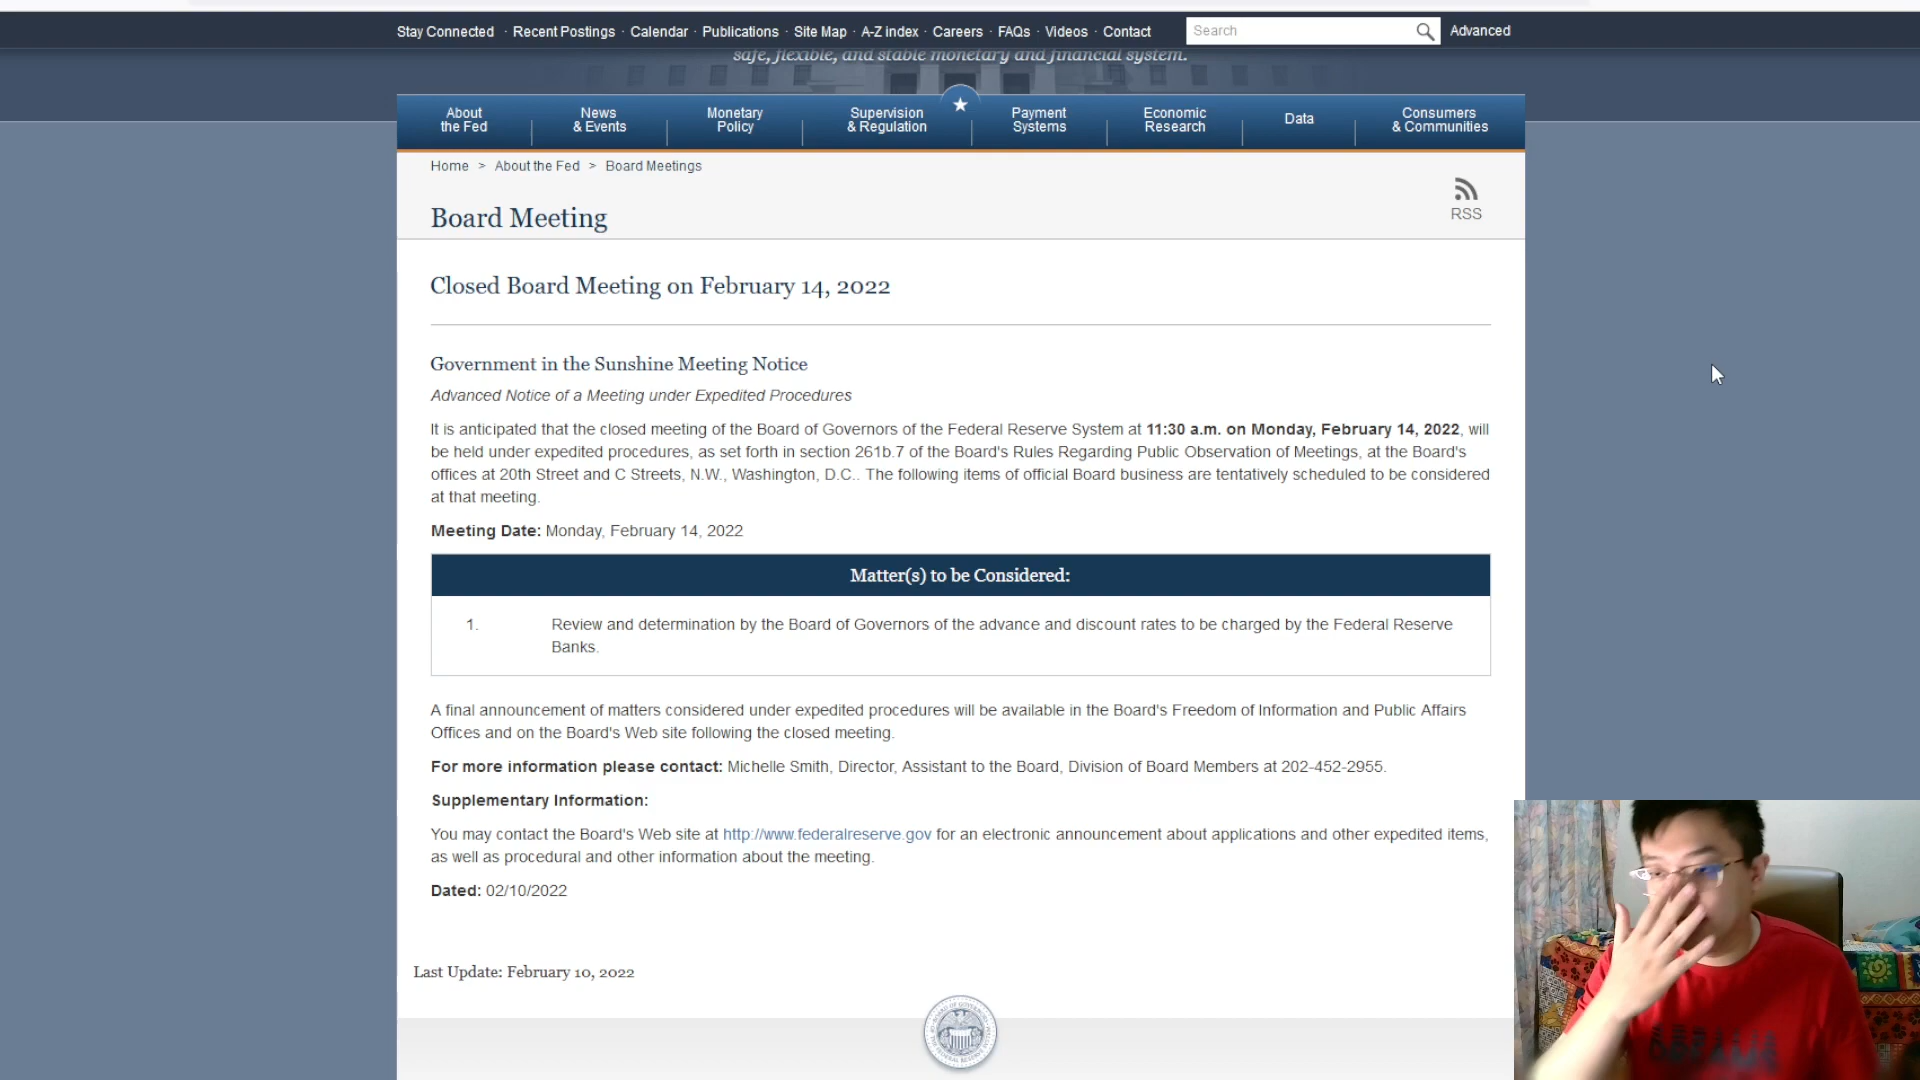 Stay Connected · Recent Postings · Calendar · Publications · Site Map · A-Z index · Careers · FAQs · Videos · Contact Search Advanced
safe, flexible, and stable monetary and financial system.
About the Fed
News & Events
Monetary Policy
Supervision & Regulation
Payment Systems
Economic Research
Data
Consumers & Communities
Home > About the Fed > Board Meetings
RSS
Board Meeting
Closed Board Meeting on February 14, 2022
Government in the Sunshine Meeting Notice
Advanced Notice of a Meeting under Expedited Procedures
It is anticipated that the closed meeting of the Board of Governors of the Federal Reserve System at 11:30 a.m. on Monday, February 14, 2022, will
be held under expedited procedures, as set forth in section 261b.7 of the Board's Rules Regarding Public Observation of Meetings, at the Board's
offices at 20th Street and C Streets, N.W., Washington, D.C.. The following items of official Board business are tentatively scheduled to be considered
at that meeting.
Meeting Date: Monday, February 14, 2022
Matter(s) to be Considered:
1. Review and determination by the Board of Governors of the advance and discount rates to be charged by the Federal Reserve
Banks.
A final announcement of matters considered under expedited procedures will be available in the Board's Freedom of Information and Public Affairs
Offices and on the Board's Web site following the closed meeting.
For more information please contact: Michelle Smith, Director, Assistant to the Board, Division of Board Members at 202-452-2955.
Supplementary Information:
You may contact the Board's Web site at http://www.federalreserve.gov for an electronic announcement about applications and other expedited items,
as well as procedural and other information about the meeting.
Dated: 02/10/2022
Last Update: February 10, 2022